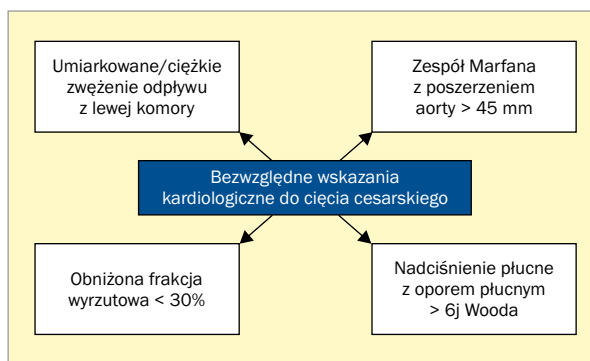 Umiarkowane/ciężkie
zwężenie odpływu
z lewej komory
Zespół Marfana
z poszerzeniem
aorty > 45 mm
Bezwzględne wskazania
kardiologiczne do cięcia cesarskiego
Obniżona frakcja
wyrzutowa < 30%
Nadciśnienie płucne
z oporem płucnym
> 6j Wooda